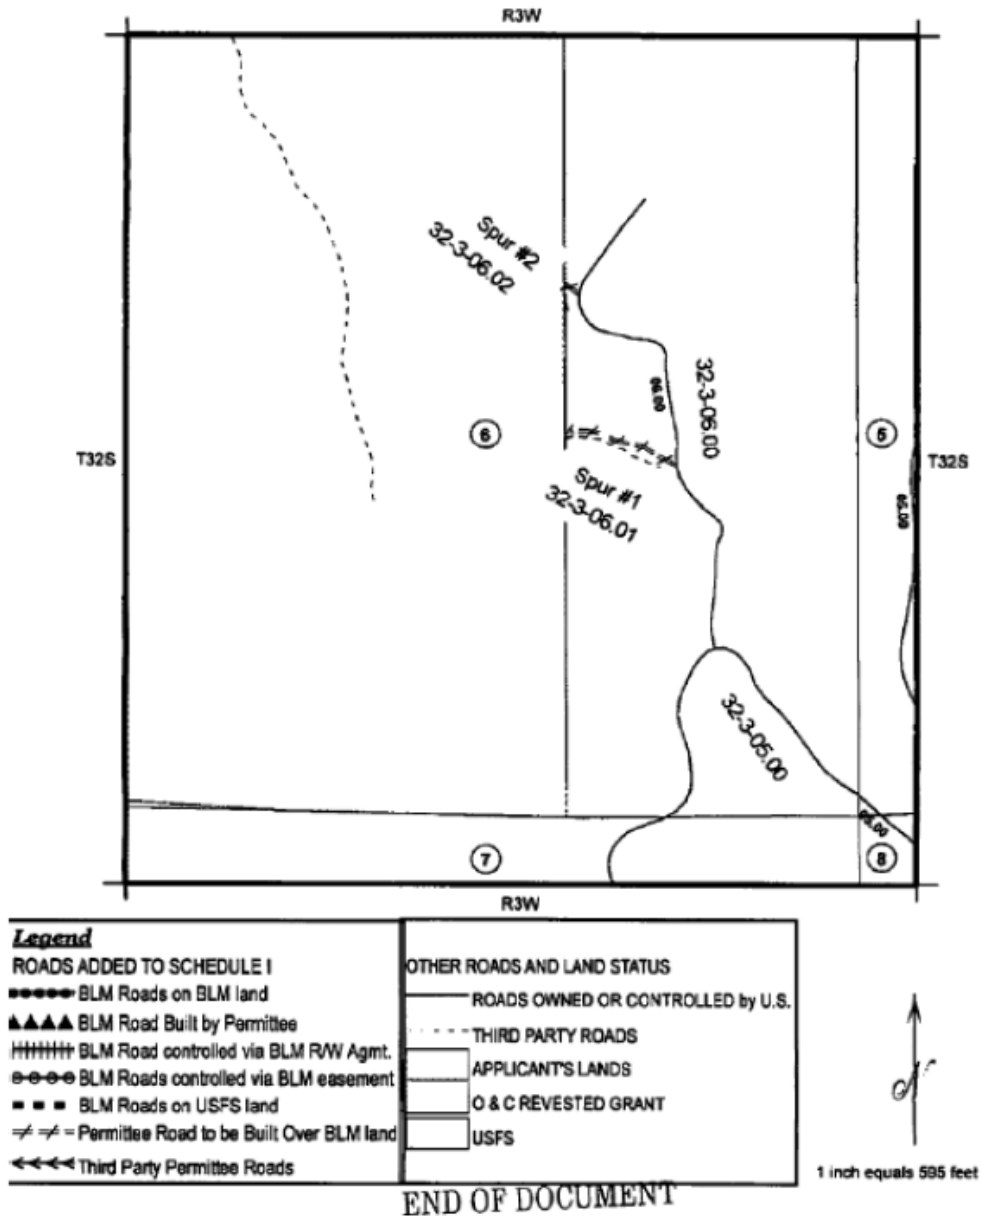 R3W
Spur #2
32-3-06.02
32-3-06.00
06.00
6
5
T32S
T32S
Spur #1
32-3-06.01
05.00
32-3-05.00
05.00
7
8
R3W
Legend
ROADS ADDED TO SCHEDULE I
BLM Roads on BLM land
BLM Road Built by Permittee
BLM Road controlled via BLM R/W Agmt.
BLM Roads controlled via BLM easement
BLM Roads on USFS land
Permittee Road to be Built Over BLM land
Third Party Permittee Roads
OTHER ROADS AND LAND STATUS
ROADS OWNED OR CONTROLLED by U.S.
THIRD PARTY ROADS
APPLICANT'S LANDS
O & C REVESTED GRANT
USFS
1 inch equals 595 feet
END OF DOCUMENT